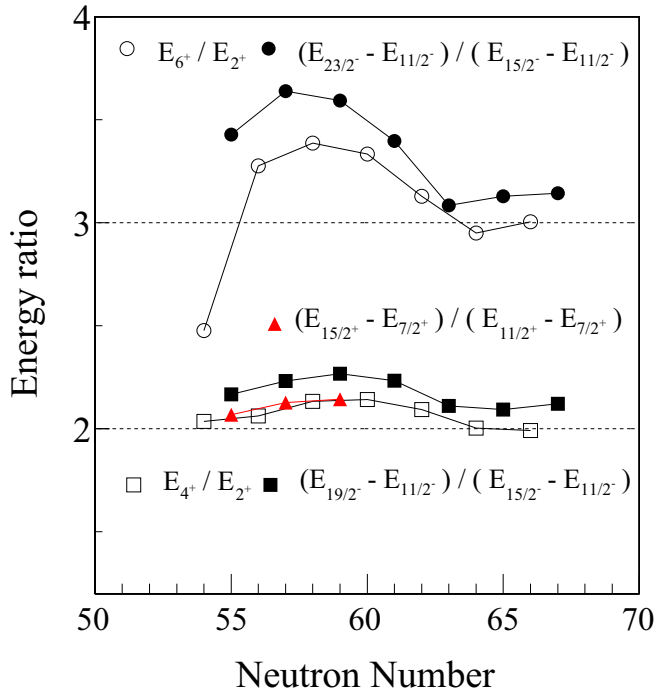 4
E₆⁺ / E₂⁺ (E₂₃/₂⁻ - E₁₁/₂⁻) / ( E₁₅/₂⁻ - E₁₁/₂⁻)
3
Energy ratio
(E₁₅/₂⁺ - E₇/₂⁺ ) / ( E₁₁/₂⁺ - E₇/₂⁺ )
2
E₄⁺ / E₂⁺ (E₁₉/₂⁻ - E₁₁/₂⁻) / ( E₁₅/₂⁻ - E₁₁/₂⁻)
50 55 60 65 70
Neutron Number